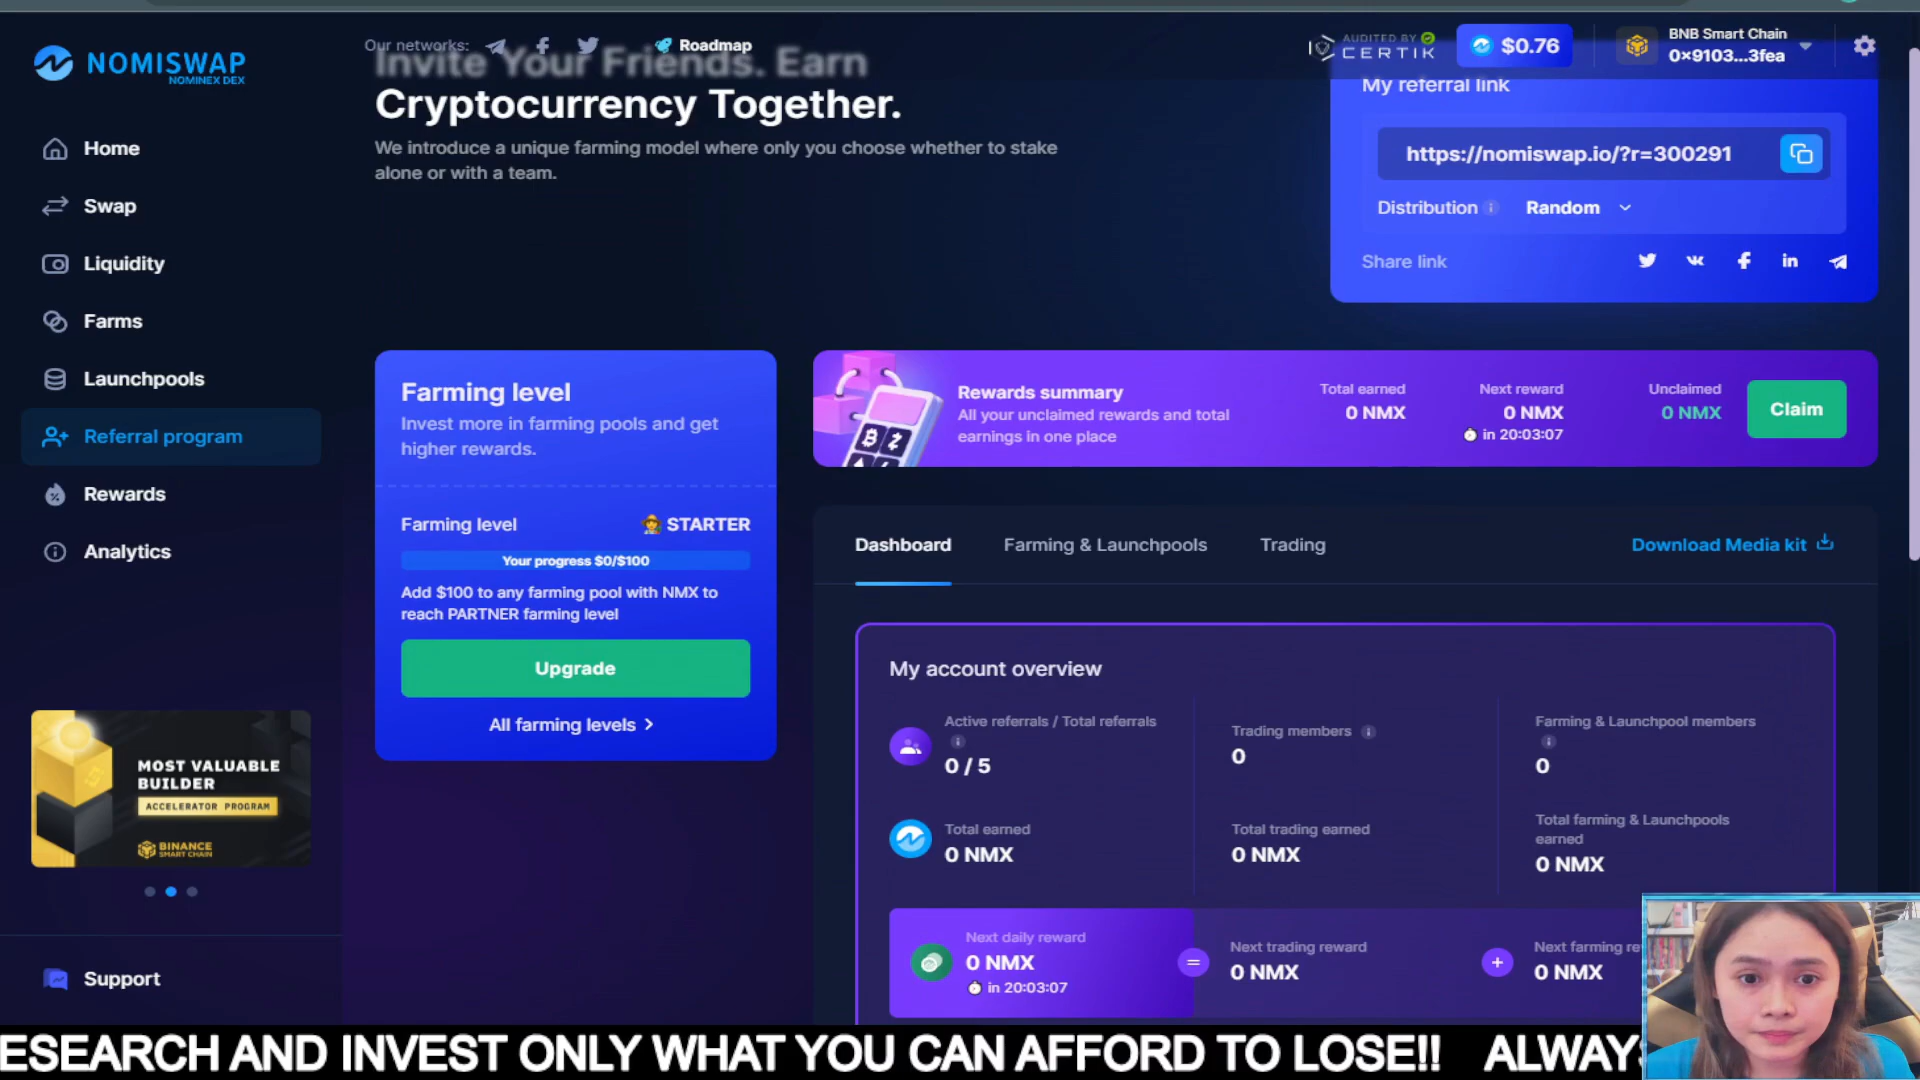 NOMISWAP
NOMINEX DEX
Our networks:
Roadmap
AUDITED BY
CERTIK
$0.76
BNB Smart Chain
0x9103...3fea
Home
Swap
Liquidity
Farms
Launchpools
Referral program
Rewards
Analytics
MOST VALUABLE
BUILDER
ACCELERATOR PROGRAM
BINANCE
SMART CHAIN
Support
Invite Your Friends. Earn
Cryptocurrency Together.
We introduce a unique farming model where only you choose whether to stake
alone or with a team.
My referral link
https://nomiswap.io/?r=300291
Distribution
Random
Share link
Farming level
Invest more in farming pools and get
higher rewards.
Farming level
STARTER
Your progress $0/$100
Add $100 to any farming pool with NMX to
reach PARTNER farming level
Upgrade
All farming levels
Rewards summary
All your unclaimed rewards and total
earnings in one place
Total earned
0 NMX
Next reward
0 NMX
in 20:03:07
Unclaimed
0 NMX
Claim
Dashboard
Farming & Launchpools
Trading
Download Media kit
My account overview
Active referrals / Total referrals
0 / 5
Trading members
0
Farming & Launchpool members
0
Total earned
0 NMX
Total trading earned
0 NMX
Total farming & Launchpools
earned
0 NMX
Next daily reward
0 NMX
in 20:03:07
=
Next trading reward
0 NMX
+
Next farming re
0 NMX
ESEARCH AND INVEST ONLY WHAT YOU CAN AFFORD TO LOSE!! ALWAYS